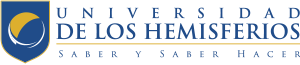 UNIVERSIDAD
DE LOS HEMISFERIOS
SABER Y SABER HACER